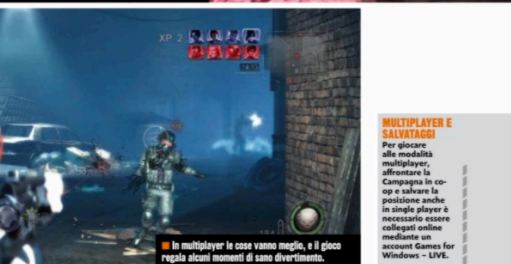 XP 2
In multiplayer le cose vanno meglio, e il gioco
regala alcuni momenti di sano divertimento.
MULTIPLAYER E
SALVATAGGI
Per giocare
alle modalità
multiplayer,
affrontare la
Campagna in co-
op e salvare la
posizione anche
in single player è
necessario essere
collegati online
mediante un
account Games for
Windows – LIVE.